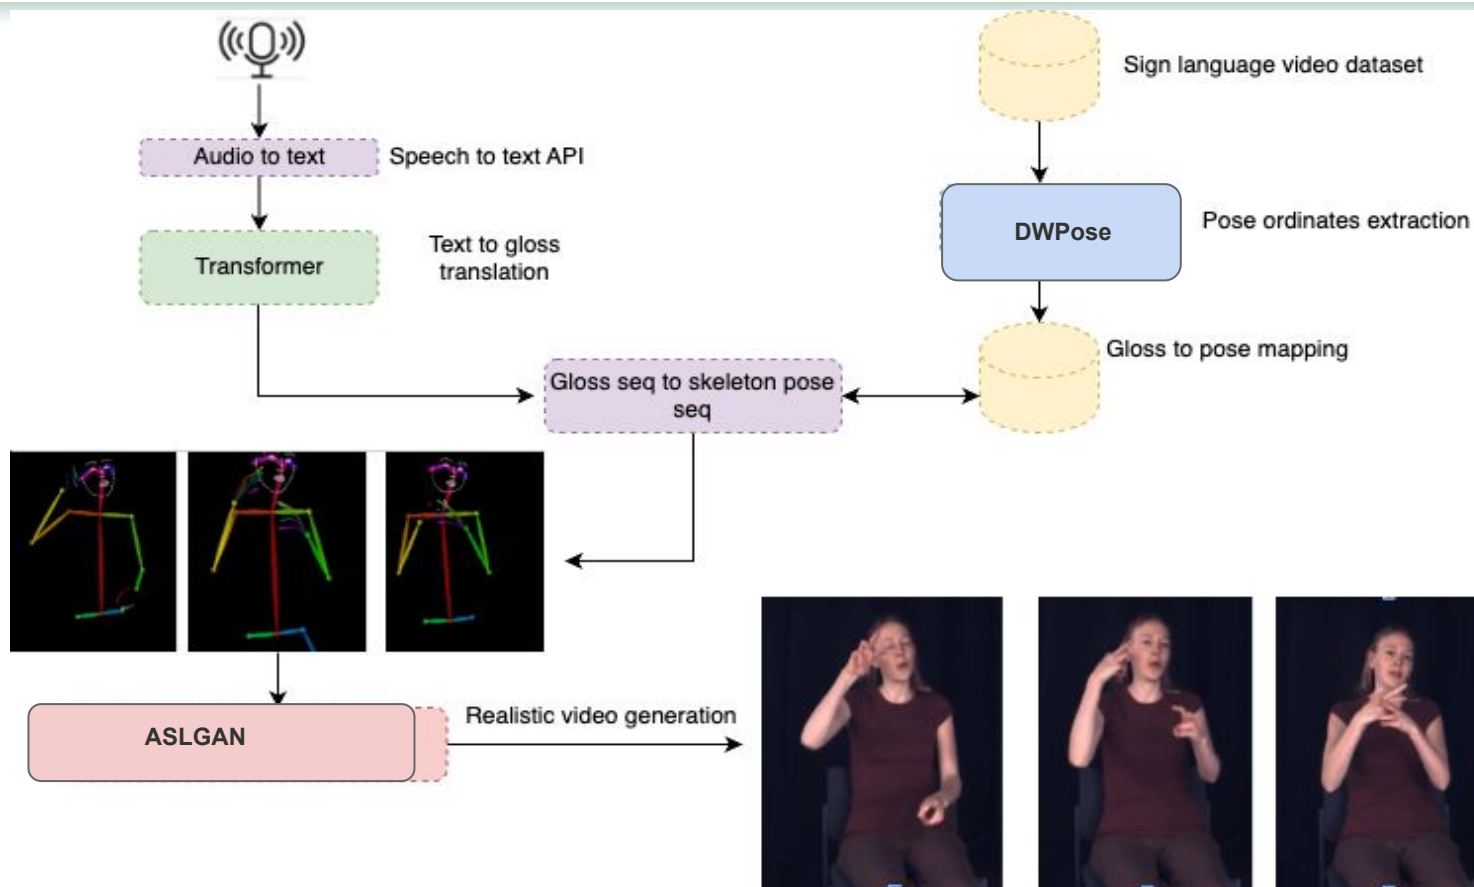 Sign language video dataset
Audio to text
Speech to text API
DWPose
Pose ordinates extraction
Transformer
Text to gloss
translation
Gloss to pose mapping
Gloss seq to skeleton pose
seq
Realistic video generation
ASLGAN